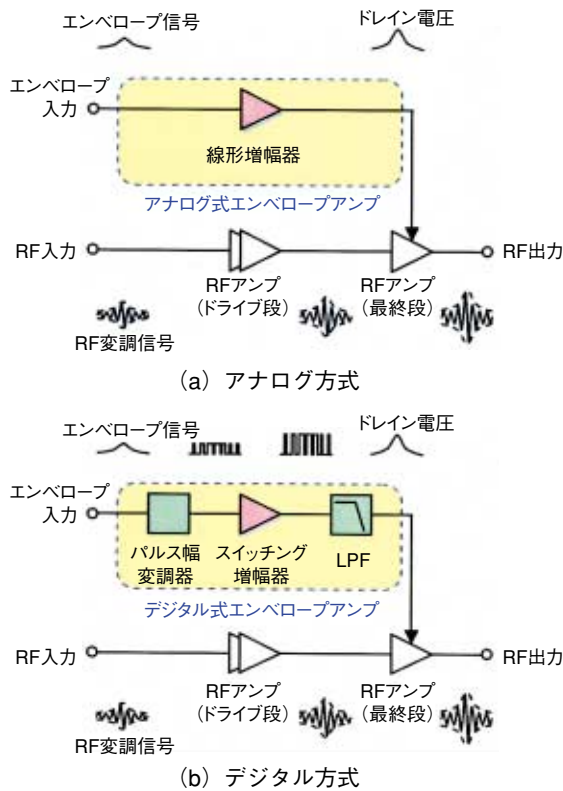 エンベロープ信号
ドレイン電圧
エンベロープ
入力
線形増幅器
アナログ式エンベロープアンプ
RF入力
RF出力
RFアンプ
(ドライブ段)
RFアンプ
(最終段)
RF変調信号
(a) アナログ方式
エンベロープ信号
ドレイン電圧
エンベロープ
入力
パルス幅
変調器
スイッチング
増幅器
LPF
デジタル式エンベロープアンプ
RF入力
RF出力
RFアンプ
(ドライブ段)
RFアンプ
(最終段)
RF変調信号
(b) デジタル方式